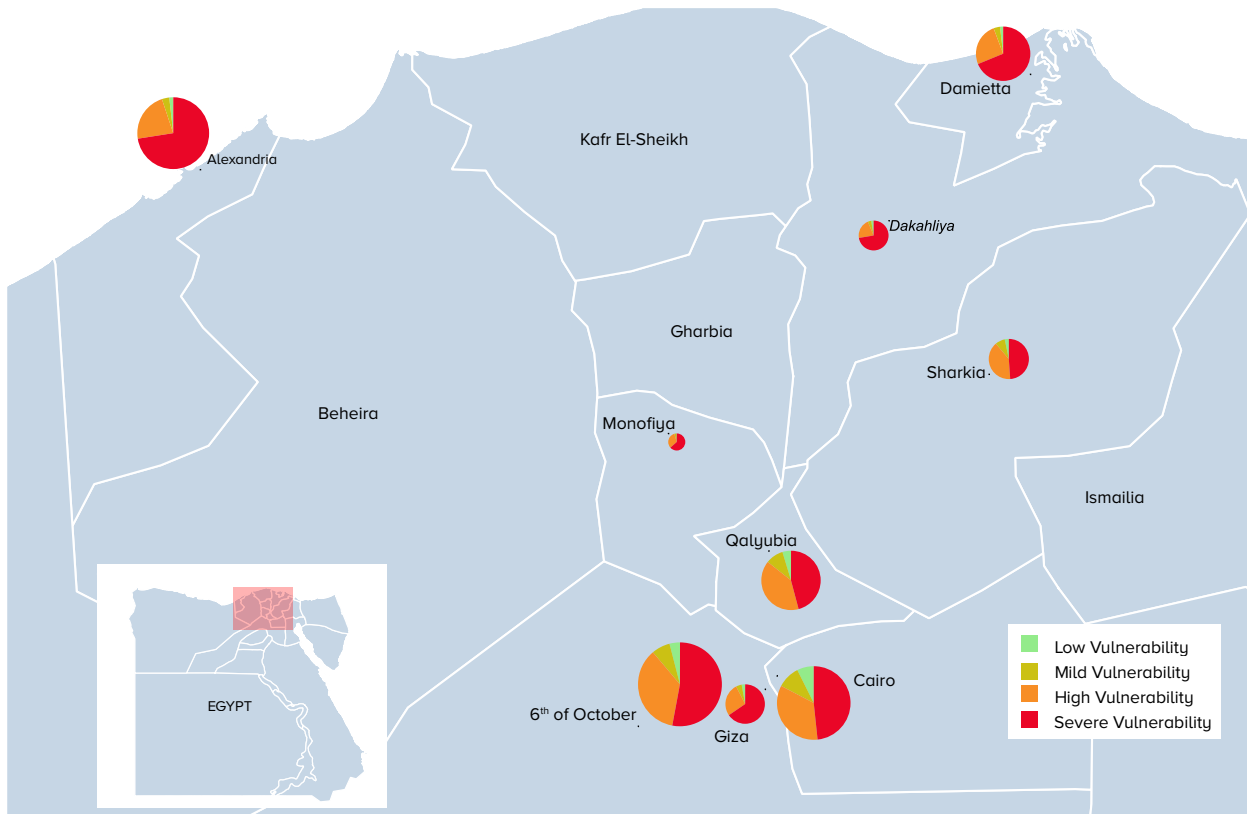 Damietta
Kafr El-Sheikh
Alexandria
Dakahliya
Gharbia
Sharkia
Beheira
Monofiya
Ismailia
Qalyubia
Low Vulnerability
Mild Vulnerability
High Vulnerability
Severe Vulnerability
Cairo
EGYPT
6th of October
Giza